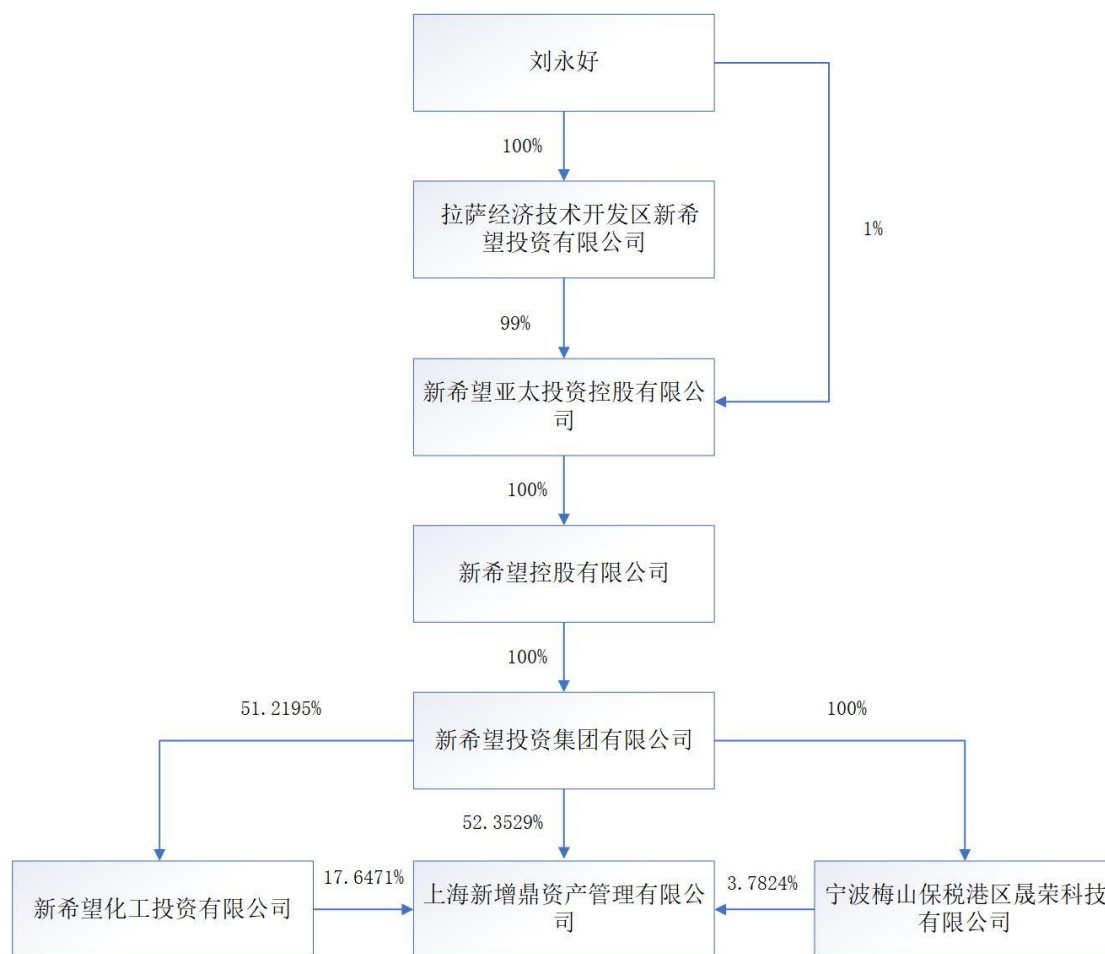 刘永好
100%
拉萨经济技术开发区新希
望投资有限公司
1%
99%
新希望亚太投资控股有限公
司
100%
新希望控股有限公司
100%
51.2195%
100%
新希望投资集团有限公司
52.3529%
17.6471%
3.7824%
新希望化工投资有限公司
上海新增鼎资产管理有限公
司
宁波梅山保税港区晟荣科技
有限公司